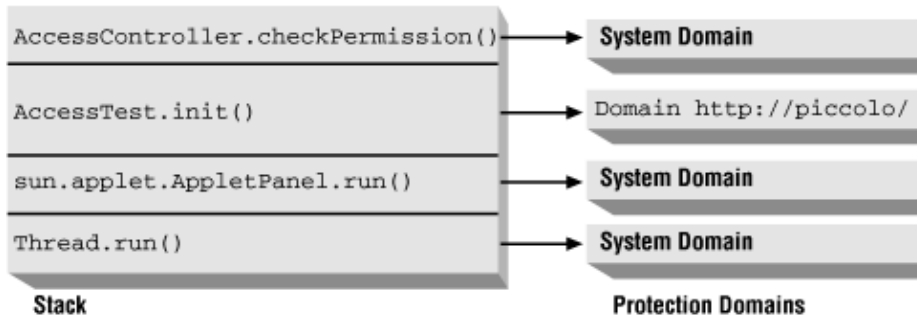 AccessController.checkPermission() System Domain
AccessTest.init() Domain http://piccolo/
sun.applet.AppletPanel.run() System Domain
Thread.run() System Domain
Stack Protection Domains